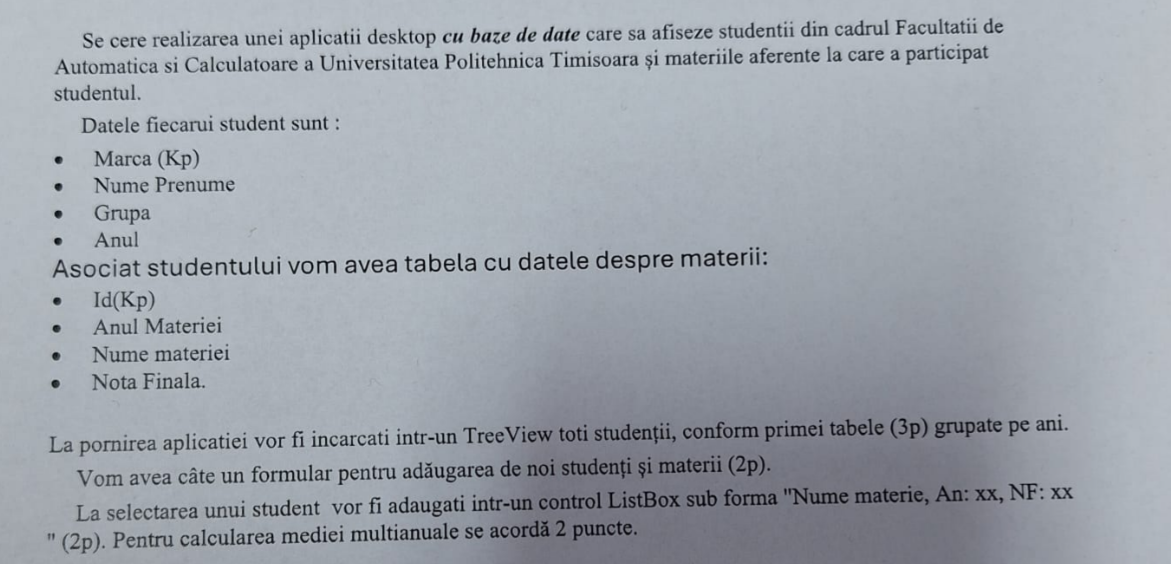 Se cere realizarea unei aplicatii desktop cu baze de date care sa afiseze studentii din cadrul Facultatii de
Automatica si Calculatoare a Universitatea Politehnica Timisoara și materiile aferente la care a participat
studentul.
Datele fiecarui student sunt :
• Marca (Kp)
• Nume Prenume
• Grupa
• Anul
Asociat studentului vom avea tabela cu datele despre materii:
• Id(Kp)
• Anul Materiei
• Nume materiei
• Nota Finala.
La pornirea aplicatiei vor fi incarcati intr-un TreeView toti studenții, conform primei tabele (3p) grupate pe ani.
Vom avea câte un formular pentru adăugarea de noi studenți și materii (2p).
La selectarea unui student vor fi adaugati intr-un control ListBox sub forma "Nume materie, An: xx, NF: xx
" (2p). Pentru calcularea mediei multianuale se acordă 2 puncte.